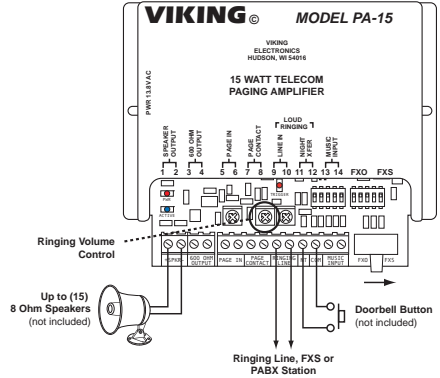 VIKING© MODEL PA-15
VIKING
ELECTRONICS
HUDSON, WI 54016
PWR 13.8VAC
15 WATT TELECOM
PAGING AMPLIFIER
LOUD
RINGING
SPEAKER
OUTPUT
600 OHM
OUTPUT
PAGE IN
PAGE
CONTACT
LINE IN
NIGHT
XFER
MUSIC
INPUT
1 2 3 4 5 6 7 8 9 10 11 12 13 14 FXO FXS
PWR
TRIGGER
ACTIVE
Ringing Volume
Control
600 OHM
OUTPUT
PAGE IN
PAGE
CONTACT
RINGING
LINE
NT COM
MUSIC
INPUT
FXO FXS
Up to (15)
8 Ohm Speakers
(not included)
Doorbell Button
(not included)
Ringing Line, FXS or
PABX Station